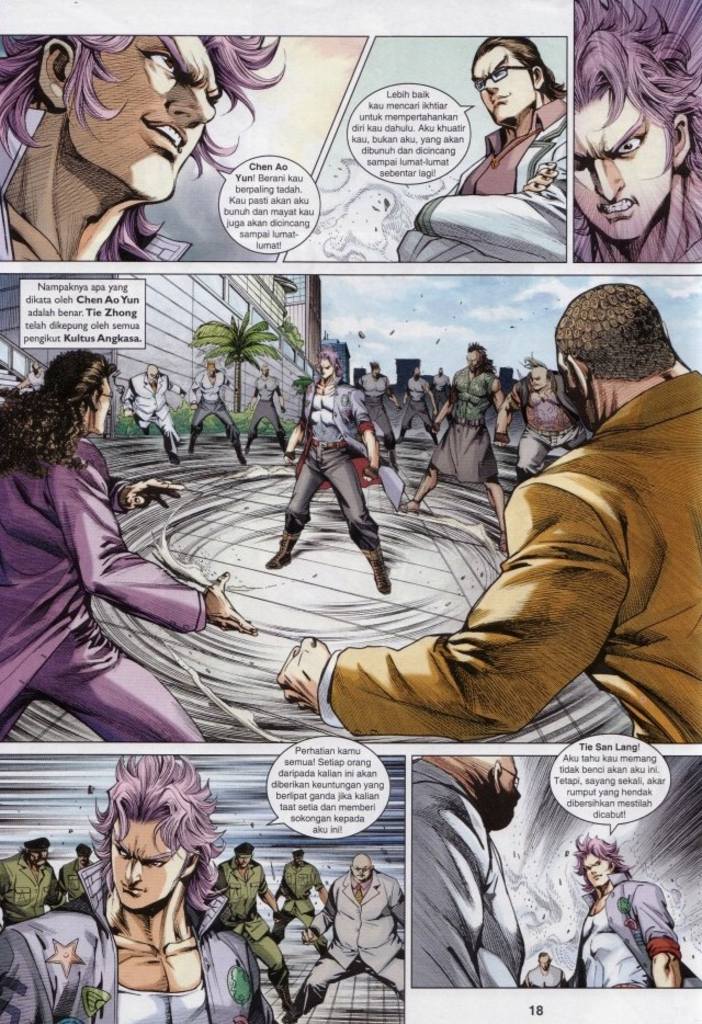 Chen Ao
Yun! Berani kau
berpaling tadah.
Kau pasti akan aku
bunuh dan mayat kau
juga akan dicincang
sampai lumat-
lumat!
Lebih baik
kau mencari ikhtiar
untuk mempertahankan
diri kau dahulu. Aku khuatir
kau, bukan aku, yang akan
dibunuh dan dicincang
sampai lumat-lumat
sebentar lagi!
Nampaknya apa yang
dikata oleh Chen Ao Yun
adalah benar. Tie Zhong
telah dikepung oleh semua
pengikut Kultus Angkasa.
Perhatian kamu
semua! Setiap orang
daripada kalian ini akan
diberikan keuntungan yang
berlipat ganda jika kalian
taat setia dan memberi
sokongan kepada
aku ini!
Tie San Lang!
Aku tahu kau memang
tidak benci akan aku ini.
Tetapi, sayang sekali, akar
rumput yang hendak
dibersihkan mestilah
dicabut!
18